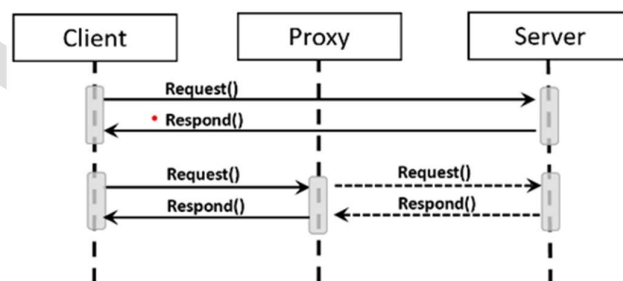 Client Proxy Server
Request()
Respond()
Request() Request()
Respond() Respond()